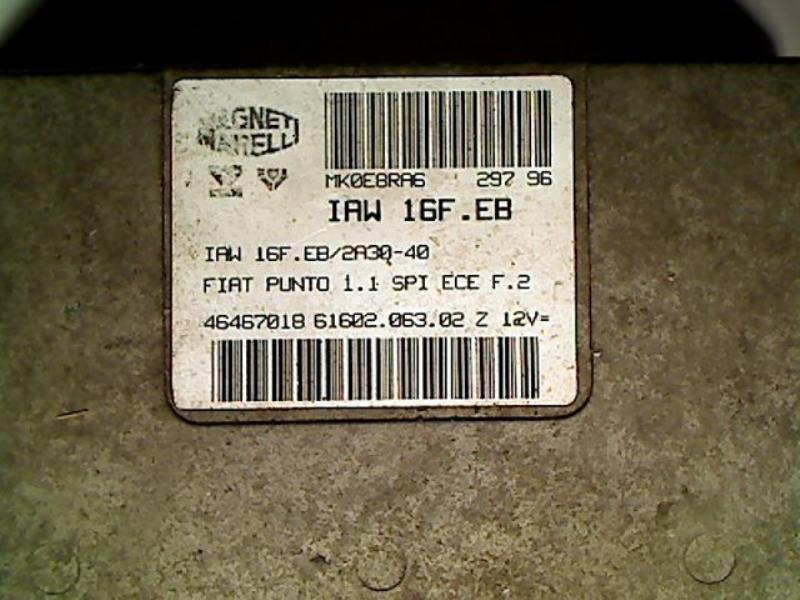 MAGNETI
MARELLI
MK0EBRA6 297 96
IAW 16F.EB
IAW 16F.EB/2A30-40
FIAT PUNTO 1.1 SPI ECE F.2
46467018 61602.063.02 Z 12V=